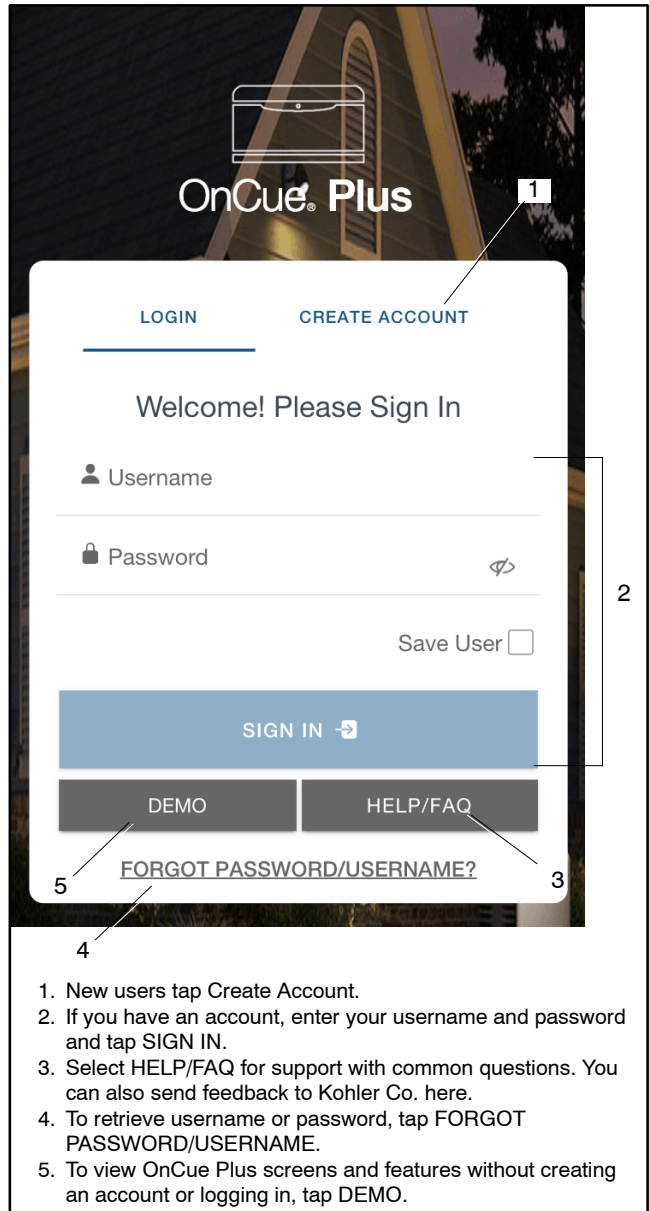 OnCue® Plus
1
LOGIN
CREATE ACCOUNT
Welcome! Please Sign In
Username
Password
2
Save User
SIGN IN
DEMO
HELP/FAQ
FORGOT PASSWORD/USERNAME?
5
3
4
1. New users tap Create Account.
2. If you have an account, enter your username and password
and tap SIGN IN.
3. Select HELP/FAQ for support with common questions. You
can also send feedback to Kohler Co. here.
4. To retrieve username or password, tap FORGOT
PASSWORD/USERNAME.
5. To view OnCue Plus screens and features without creating
an account or logging in, tap DEMO.